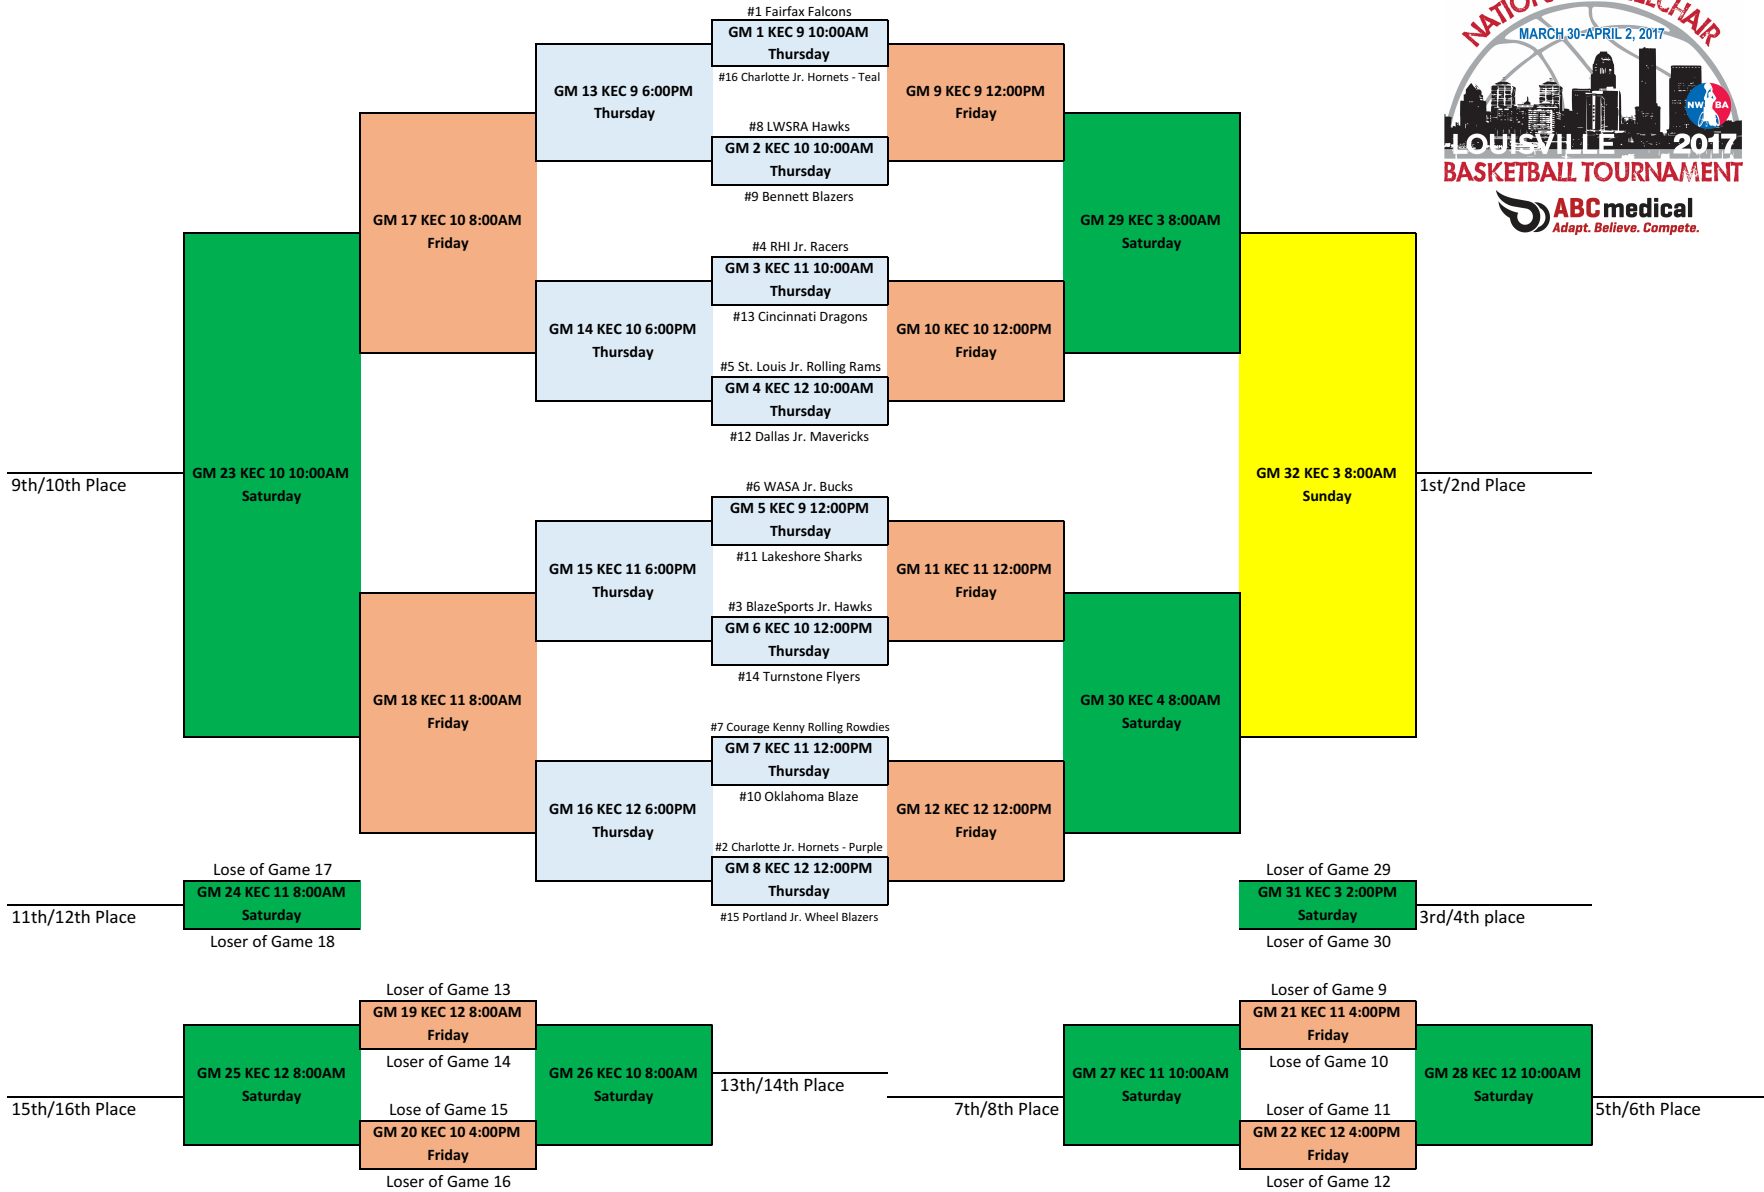 #1 Fairfax Falcons
GM 1 KEC 9 10:00AM
Thursday
#16 Charlotte Jr. Hornets - Teal
GM 13 KEC 9 6:00PM
Thursday
GM 9 KEC 9 12:00PM
Friday
#8 LWSRA Hawks
GM 2 KEC 10 10:00AM
Thursday
#9 Bennett Blazers
GM 17 KEC 10 8:00AM
Friday
GM 29 KEC 3 8:00AM
Saturday
#4 RHI Jr. Racers
GM 3 KEC 11 10:00AM
Thursday
#13 Cincinnati Dragons
GM 14 KEC 10 6:00PM
Thursday
GM 10 KEC 10 12:00PM
Friday
#5 St. Louis Jr. Rolling Rams
GM 4 KEC 12 10:00AM
Thursday
#12 Dallas Jr. Mavericks
9th/10th Place
GM 23 KEC 10 10:00AM
Saturday
GM 32 KEC 3 8:00AM
Sunday
1st/2nd Place
#6 WASA Jr. Bucks
GM 5 KEC 9 12:00PM
Thursday
#11 Lakeshore Sharks
GM 15 KEC 11 6:00PM
Thursday
GM 11 KEC 11 12:00PM
Friday
#3 BlazeSports Jr. Hawks
GM 6 KEC 10 12:00PM
Thursday
#14 Turnstone Flyers
GM 18 KEC 11 8:00AM
Friday
GM 30 KEC 4 8:00AM
Saturday
#7 Courage Kenny Rolling Rowdies
GM 7 KEC 11 12:00PM
Thursday
#10 Oklahoma Blaze
GM 16 KEC 12 6:00PM
Thursday
GM 12 KEC 12 12:00PM
Friday
#2 Charlotte Jr. Hornets - Purple
GM 8 KEC 12 12:00PM
Thursday
#15 Portland Jr. Wheel Blazers
Lose of Game 17
GM 24 KEC 11 8:00AM
Saturday
Loser of Game 18
11th/12th Place
Loser of Game 29
GM 31 KEC 3 2:00PM
Saturday
Loser of Game 30
3rd/4th place
Loser of Game 13
GM 19 KEC 12 8:00AM
Friday
Loser of Game 14
GM 25 KEC 12 8:00AM
Saturday
GM 26 KEC 10 8:00AM
Saturday
13th/14th Place
15th/16th Place
Lose of Game 15
GM 20 KEC 10 4:00PM
Friday
Loser of Game 16
Loser of Game 9
GM 21 KEC 11 4:00PM
Friday
Lose of Game 10
GM 27 KEC 11 10:00AM
Saturday
GM 28 KEC 12 10:00AM
Saturday
7th/8th Place
5th/6th Place
Loser of Game 11
GM 22 KEC 12 4:00PM
Friday
Loser of Game 12
MARCH 30-APRIL 2, 2017
NWBA
LOUISVILLE 2017
BASKETBALL TOURNAMENT
ABC medical
Adapt. Believe. Compete.